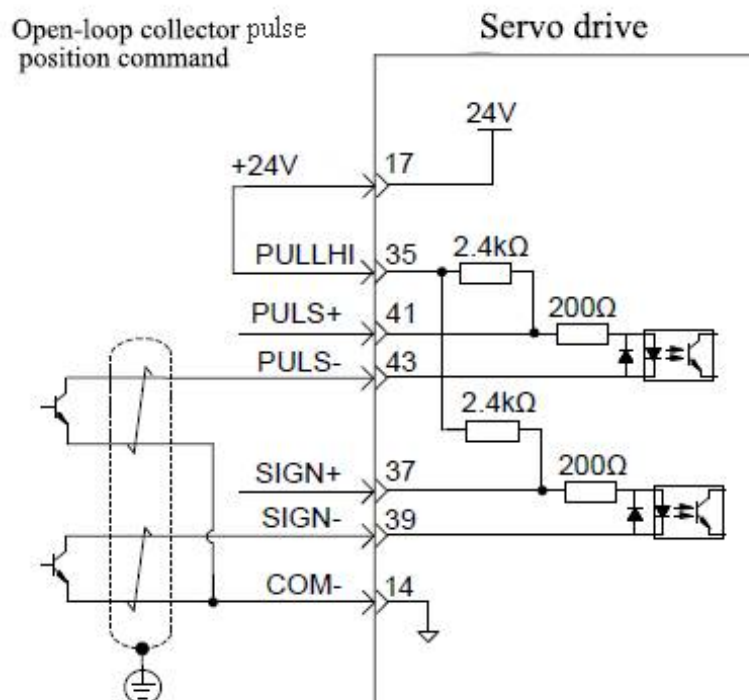 Open-loop collector pulse
position command
Servo drive
24V
+24V
17
PULLHI
35
2.4kΩ
PULS+
41
200Ω
PULS-
43
2.4kΩ
SIGN+
37
200Ω
SIGN-
39
COM-
14